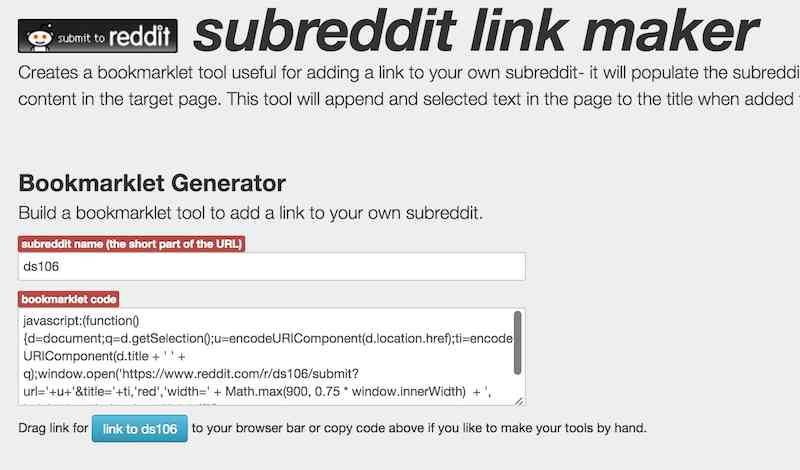 submit to reddit subreddit link maker
Creates a bookmarklet tool useful for adding a link to your own subreddit- it will populate the
content in the target page. This tool will append and selected text in the page to the title when added
Bookmarklet Generator
Build a bookmarklet tool to add a link to your own subreddit.
subreddit name (the short part of the URL)
ds106
bookmarklet code
javascript:(function()
{d=document;q=d.getSelection();u=encodeURIComponent(d.location.href);ti=encode
URIComponent(d.title + ' ' +
q);window.open('https://www.reddit.com/r/ds106/submit?
url='+u+'&title='+ti,'red','width=' + Math.max(900, 0.75 * window.innerWidth) + ',
Drag link for link to ds106 to your browser bar or copy code above if you like to make your tools by hand.